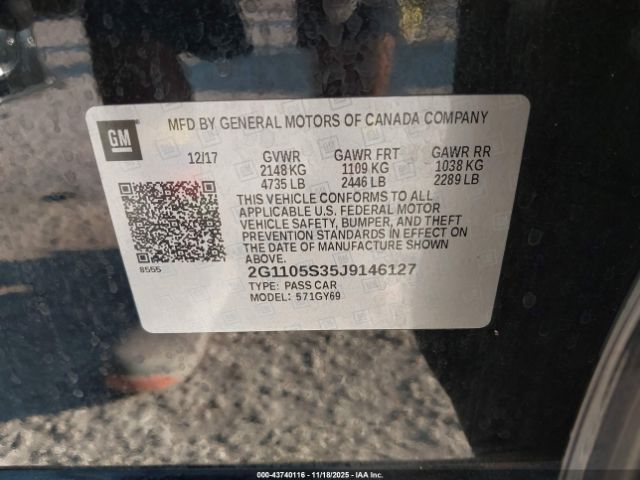 GM
MFD BY GENERAL MOTORS OF CANADA COMPANY
12/17 GVWR GAWR FRT GAWR RR
2148 KG 1109 KG 1038 KG
4735 LB 2446 LB 2289 LB
THIS VEHICLE CONFORMS TO ALL
APPLICABLE U.S. FEDERAL MOTOR
VEHICLE SAFETY, BUMPER, AND THEFT
PREVENTION STANDARDS IN EFFECT ON
THE DATE OF MANUFACTURE SHOWN
ABOVE.
8555
2G1105S35J9146127
TYPE: PASS CAR
MODEL: 571GY69
000-43740116 - 11/18/2025 - IAAI INC.